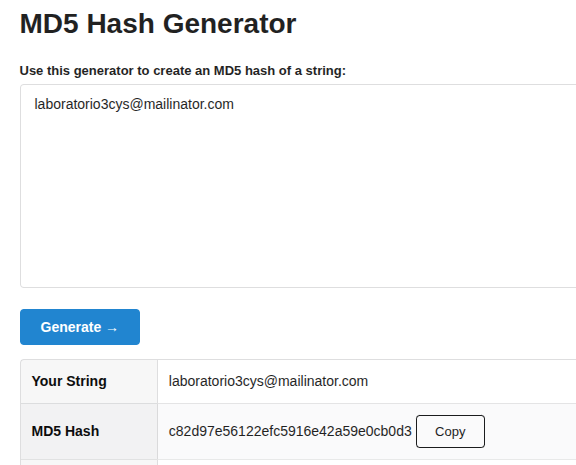 MD5 Hash Generator
Use this generator to create an MD5 hash of a string:
laboratorio3cys@mailinator.com
Generate →
Your String laboratorio3cys@mailinator.com
MD5 Hash c82d97e56122efc5916e42a59e0cb0d3 Copy